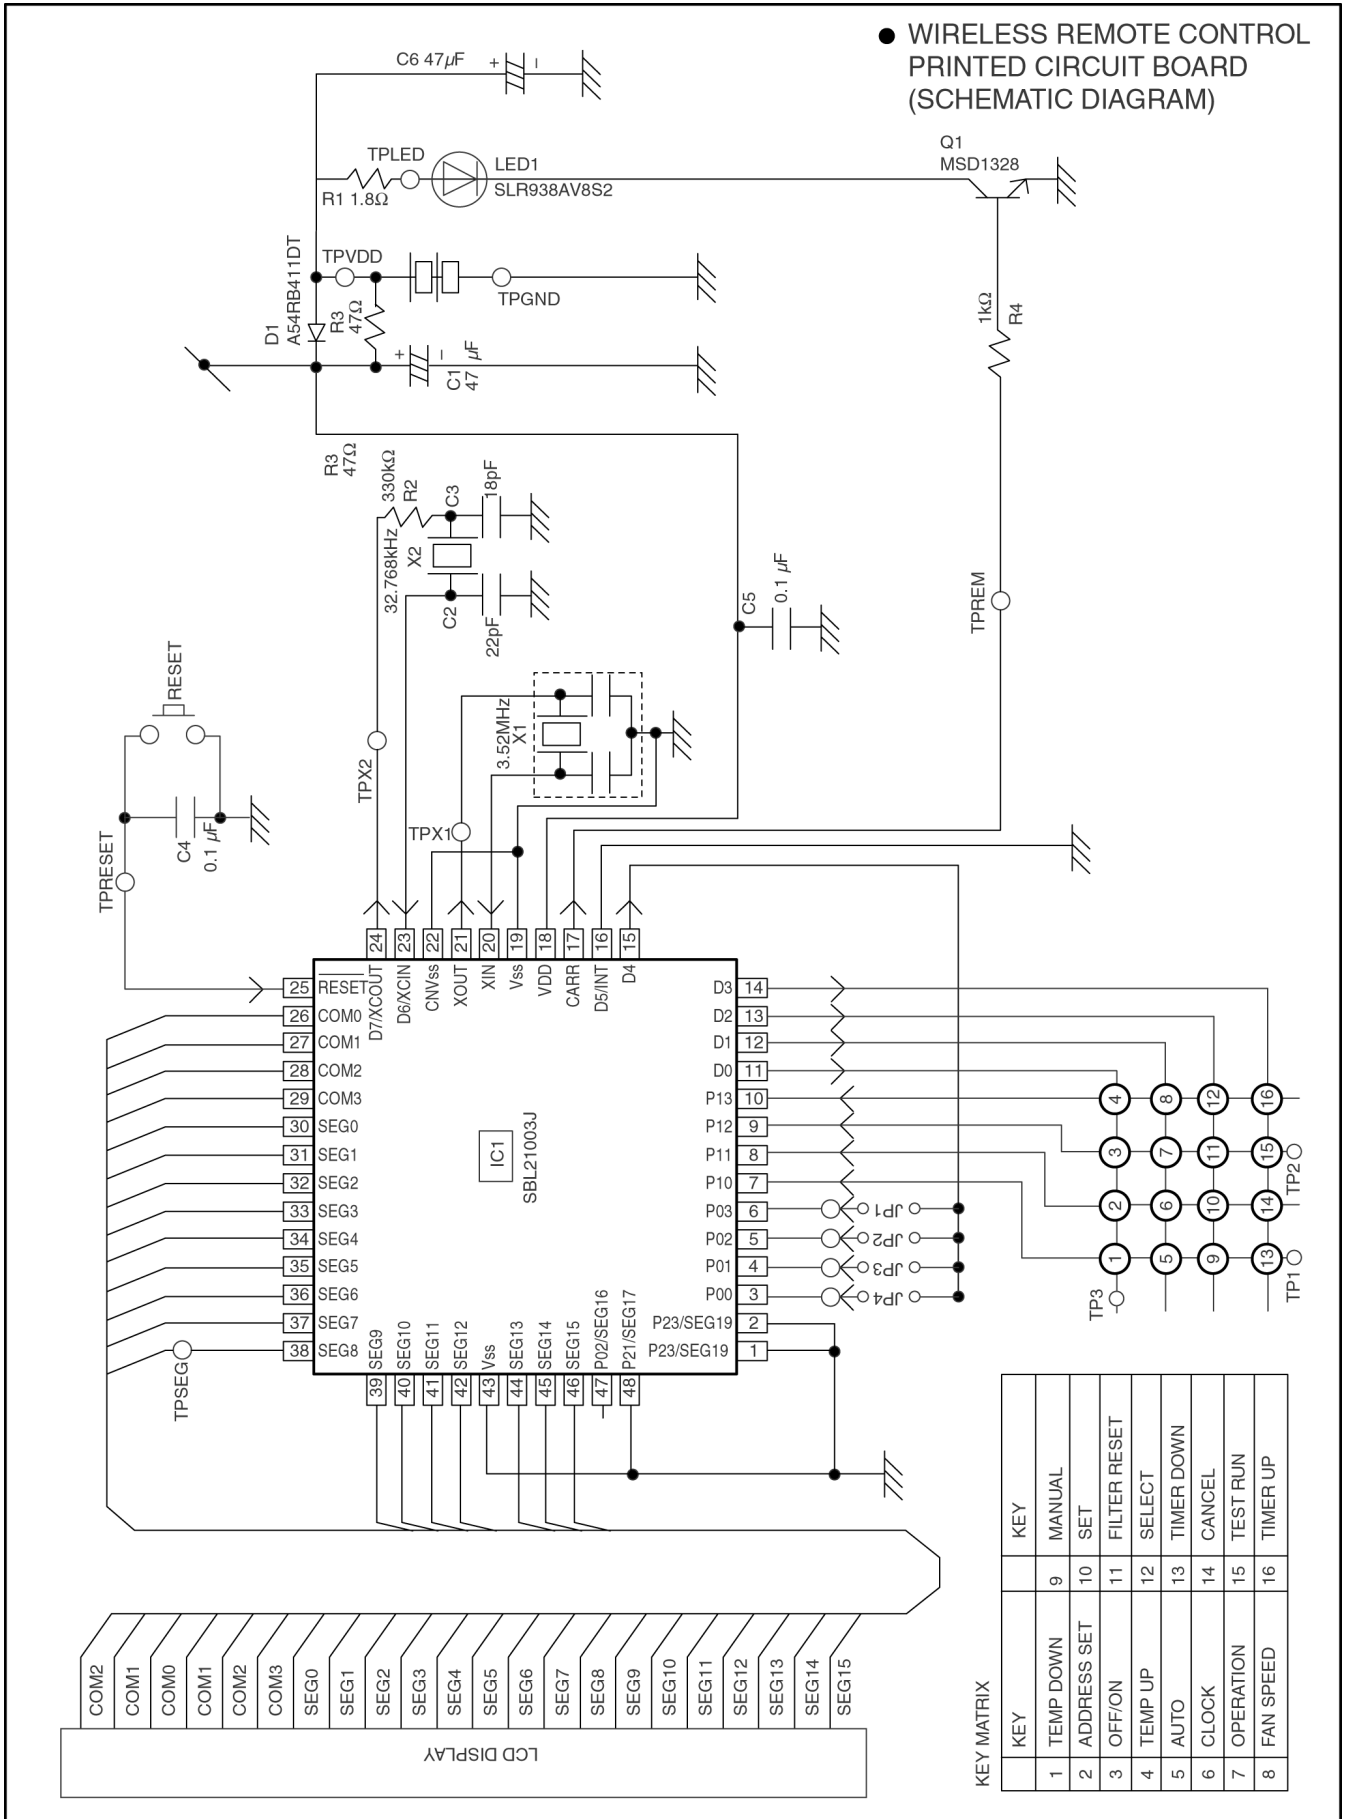 ● WIRELESS REMOTE CONTROL
PRINTED CIRCUIT BOARD
(SCHEMATIC DIAGRAM)
C6 47µF
+
–
Q1
MSD1328
TPLED
LED1
SLR938AV8S2
R1 1.8Ω
D1
A54RB411DT
TPVDD
TPGND
R3
47Ω
+
–
C1
47 µF
1kΩ
R4
R3
47Ω
330kΩ
R2
C3
18pF
32.768kHz
X2
C2
22pF
C5
0.1 µF
TPREM
RESET
3.52MHz
X1
TPX2
TPX1
C4
0.1 µF
TPRESET
24
23
22
21
20
19
18
17
16
15
D7/XCOUT
D6/XCIN
CNVss
XOUT
XIN
Vss
VDD
CARR
D5/INT
D4
25 RESET
26 COM0
27 COM1
28 COM2
29 COM3
30 SEG0
31 SEG1
32 SEG2
33 SEG3
34 SEG4
35 SEG5
36 SEG6
37 SEG7
38 SEG8
TPSEG
IC1
SBL21003J
D3 14
D2 13
D1 12
D0 11
P13 10
P12 9
P11 8
P10 7
P03 6
P02 5
P01 4
P00 3
P23/SEG19 2
P23/SEG19 1
JP1
JP2
JP3
JP4
4 8 12 16
3 7 11 15
TP2
2 6 10 14
1 5 9 13
TP1
TP3
SEG9
SEG10
SEG11
SEG12
Vss
SEG13
SEG14
SEG15
P02/SEG16
P21/SEG17
39
40
41
42
43
44
45
46
47
48
COM2
COM1
COM0
COM1
COM2
COM3
SEG0
SEG1
SEG2
SEG3
SEG4
SEG5
SEG6
SEG7
SEG8
SEG9
SEG10
SEG11
SEG12
SEG13
SEG14
SEG15
LCD DISPLAY
KEY MATRIX
KEY KEY
1 TEMP DOWN 9 MANUAL
2 ADDRESS SET 10 SET
3 OFF/ON 11 FILTER RESET
4 TEMP UP 12 SELECT
5 AUTO 13 TIMER DOWN
6 CLOCK 14 CANCEL
7 OPERATION 15 TEST RUN
8 FAN SPEED 16 TIMER UP